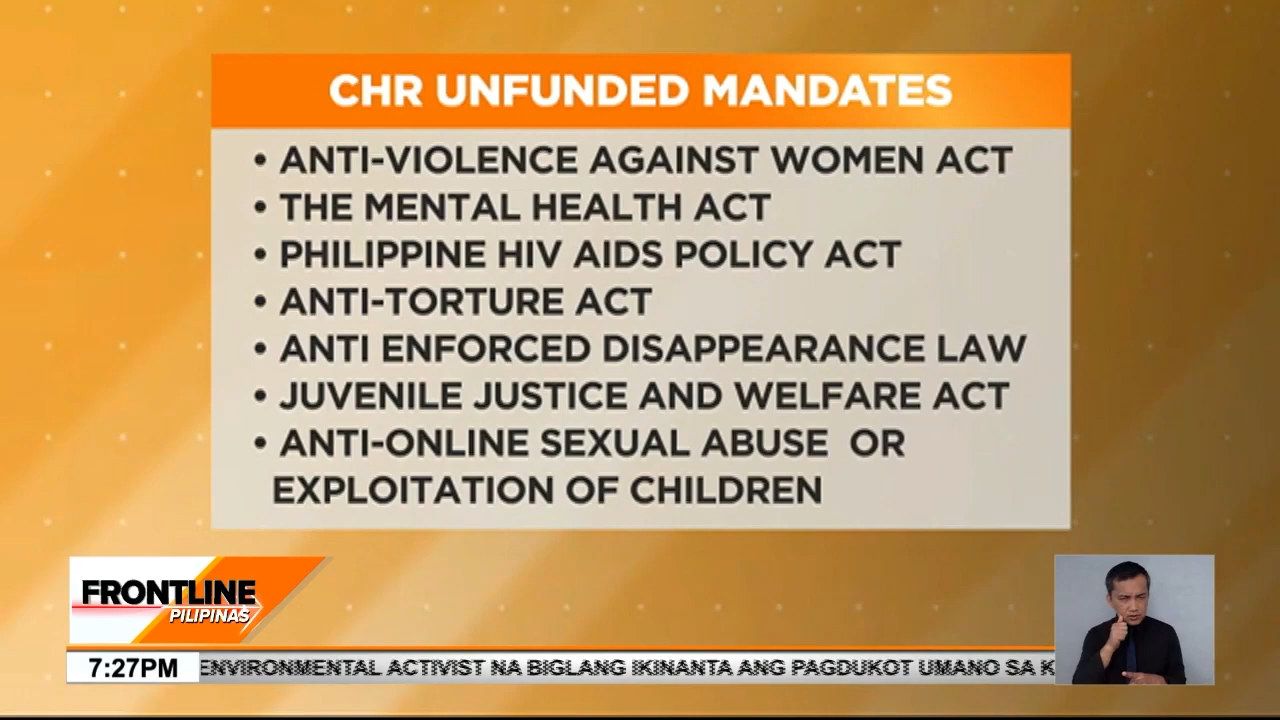 CHR UNFUNDED MANDATES
• ANTI-VIOLENCE AGAINST WOMEN ACT
• THE MENTAL HEALTH ACT
• PHILIPPINE HIV AIDS POLICY ACT
• ANTI-TORTURE ACT
• ANTI ENFORCED DISAPPEARANCE LAW
• JUVENILE JUSTICE AND WELFARE ACT
• ANTI-ONLINE SEXUAL ABUSE OR
EXPLOITATION OF CHILDREN
FRONTLINE
PILIPINAS
7:27PM
ENVIRONMENTAL ACTIVIST NA BIGLANG IKINANTA ANG PAGDUKOT UMANO SA K